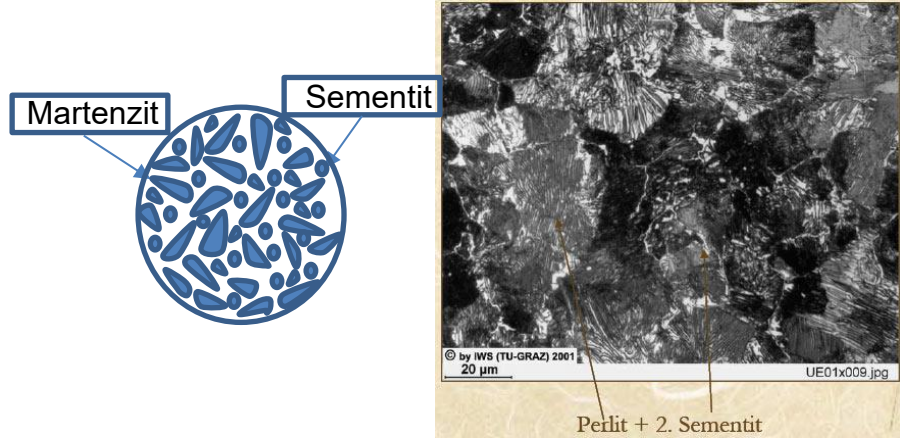 Martenzit
Sementit
© by IWS (TU-GRAZ) 2001
20 µm
UE01x009.jpg
Perlit + 2. Sementit